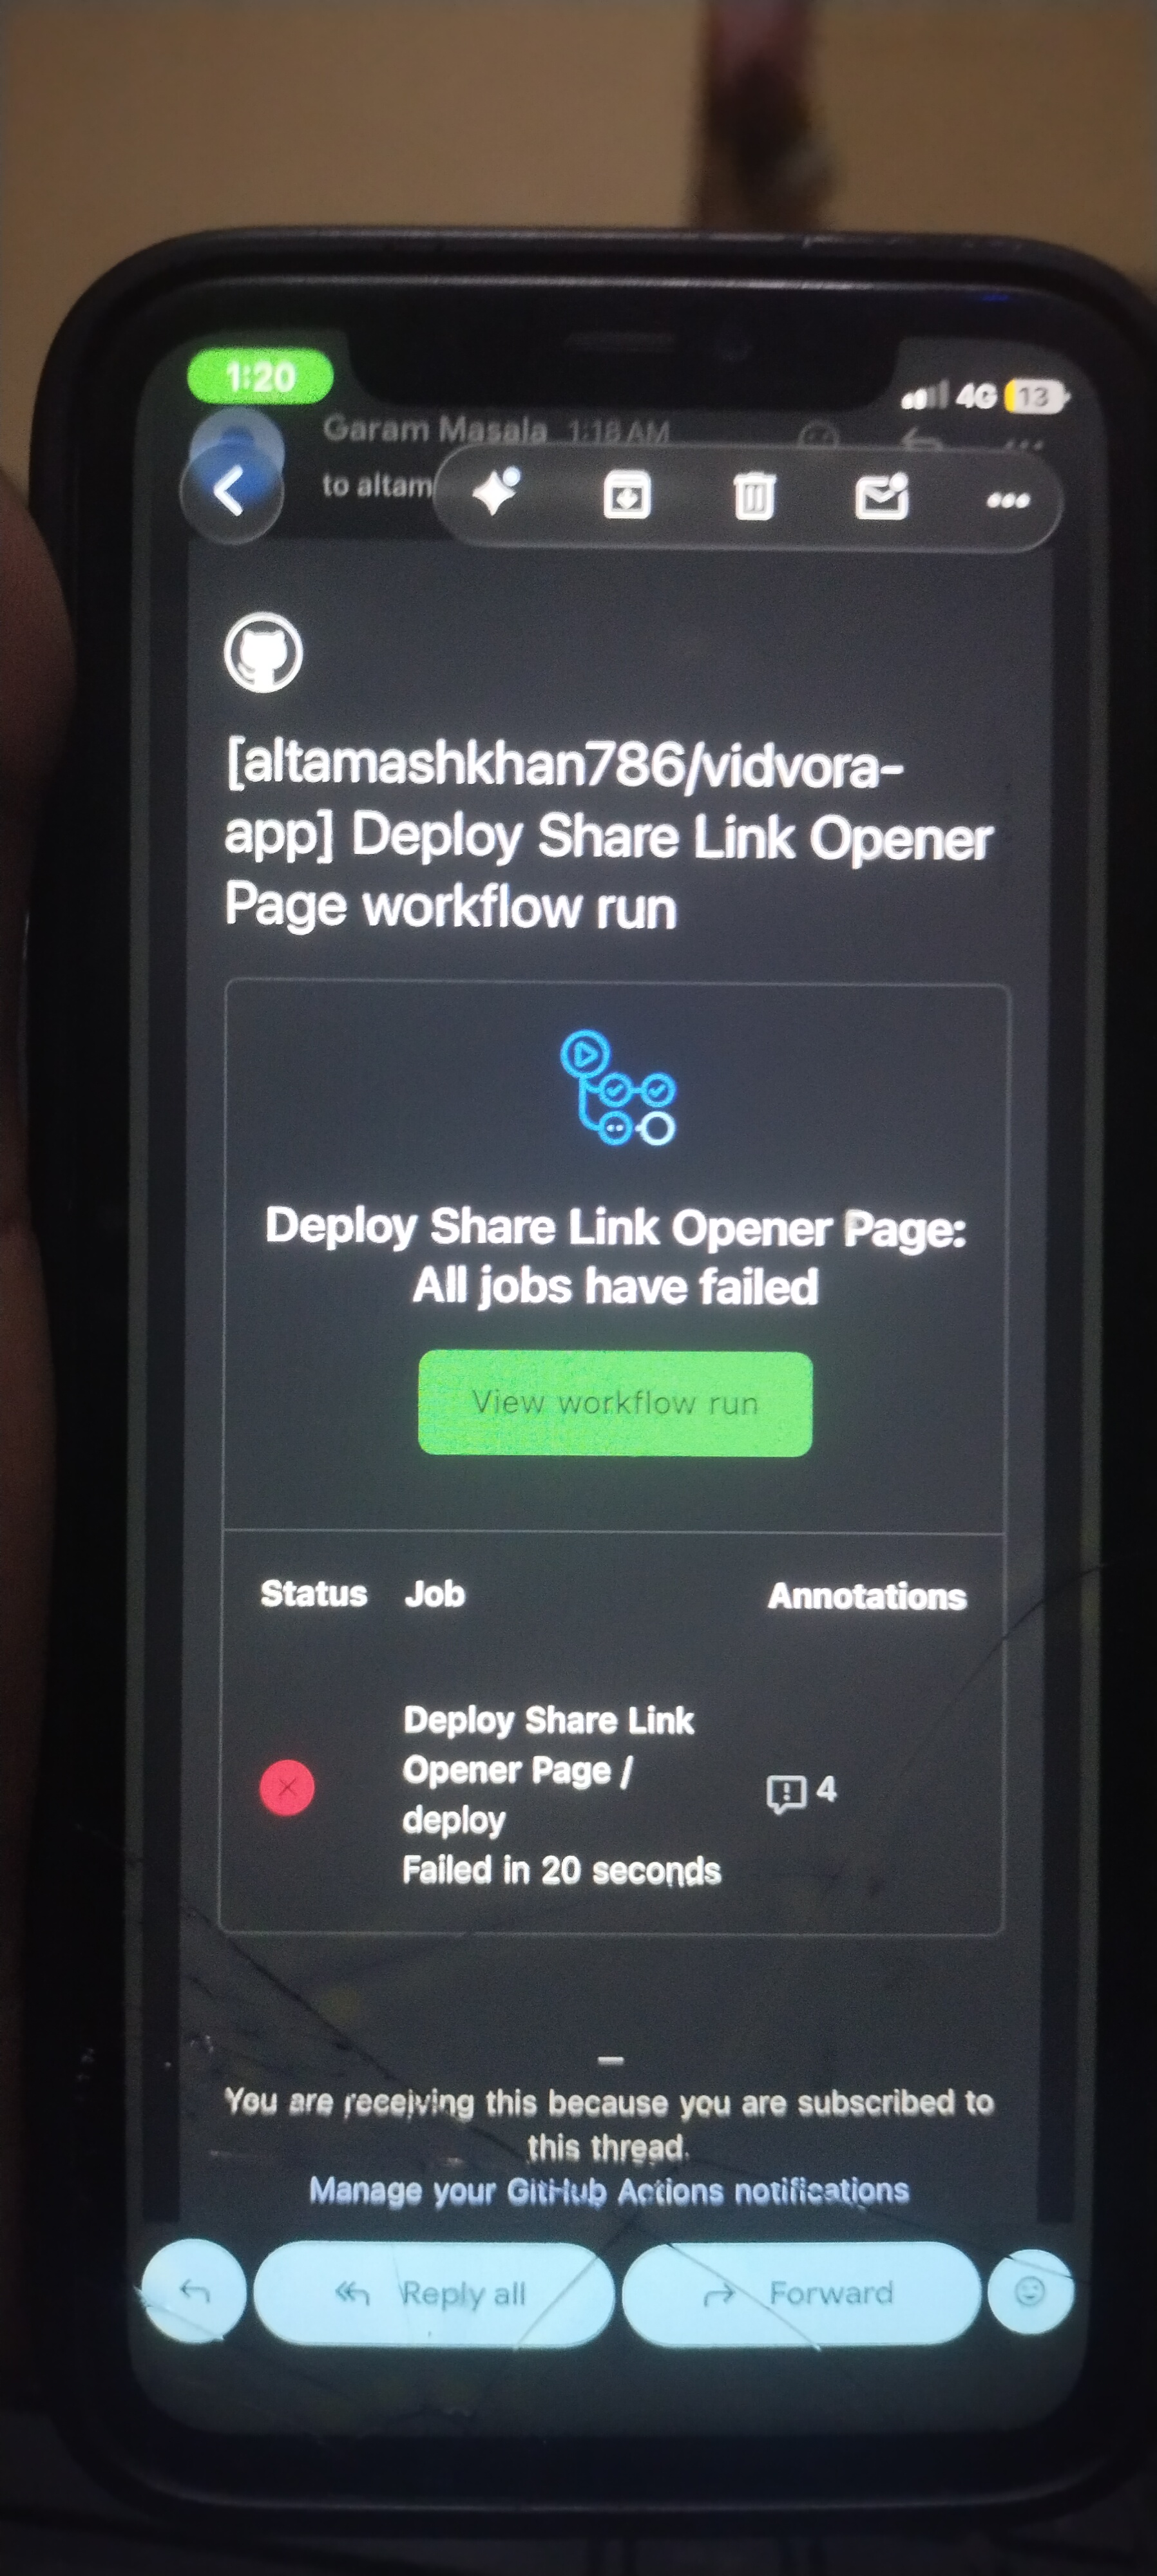 1:20
4G 13
Garam Masala 1:18 AM
to altam
[altamashkhan786/vidvora-
app] Deploy Share Link Opener
Page workflow run
Deploy Share Link Opener Page:
All jobs have failed
View workflow run
Status Job Annotations
Deploy Share Link
Opener Page /
deploy
4
Failed in 20 seconds
You are receiving this because you are subscribed to
this thread.
Manage your GitHub Actions notifications
Reply all Forward